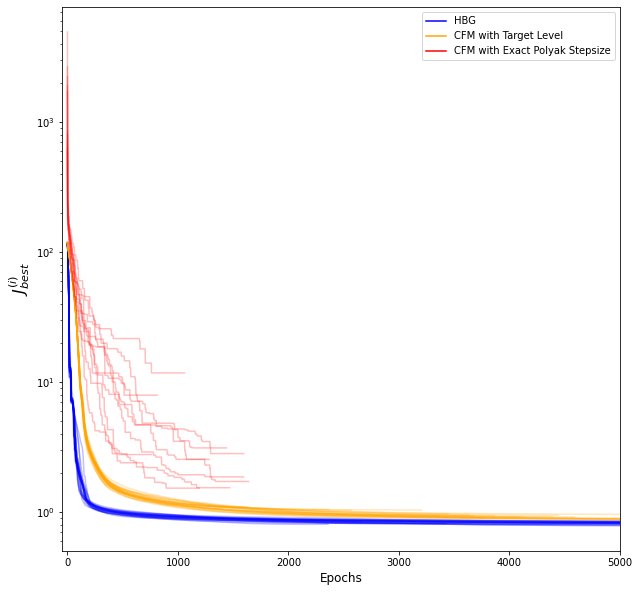 HBG
CFM with Target Level
CFM with Exact Polyak Stepsize
10³
10²
10¹
10⁰
J_{best}^{(i)}
0
1000
2000
3000
4000
5000
Epochs